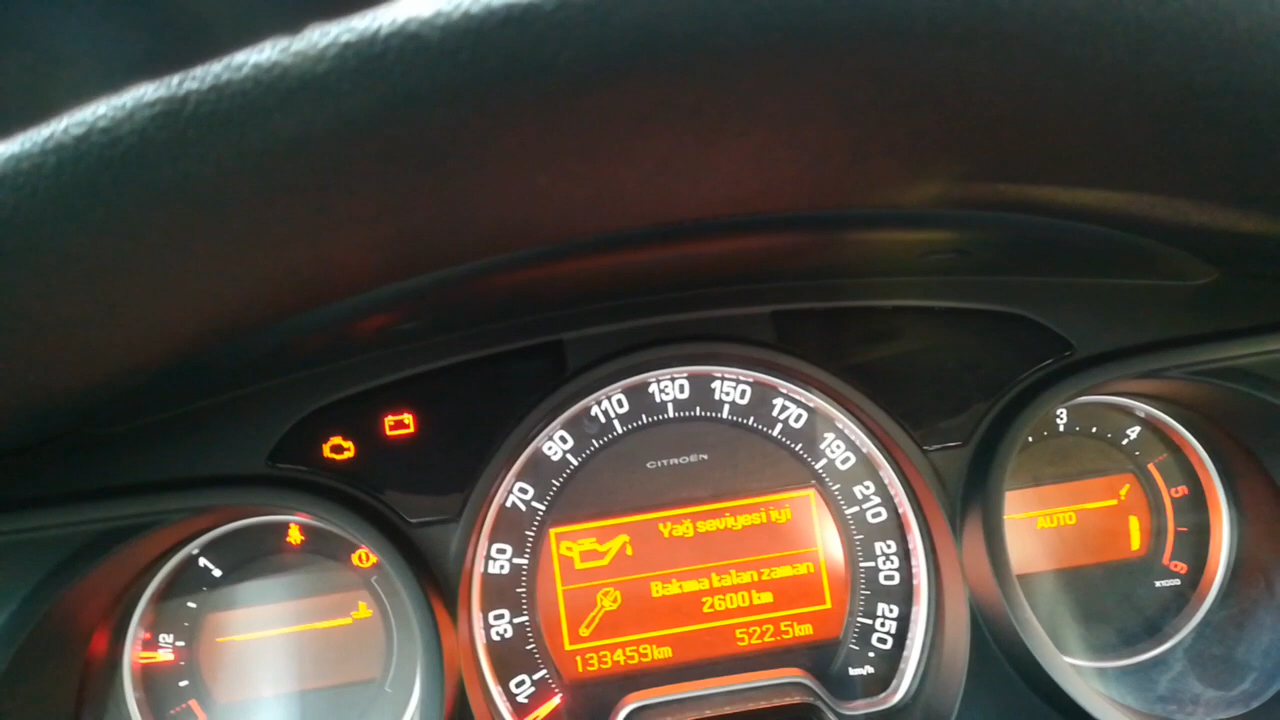 10
30
50
70
90
110
130
150
170
190
210
230
250
km/h
CITROËN
Yağ seviyesi iyi
Bakıma kalan zaman
2600 km
133459km 522.5km
1
1/2
3
4
5
6
x1000
AUTO